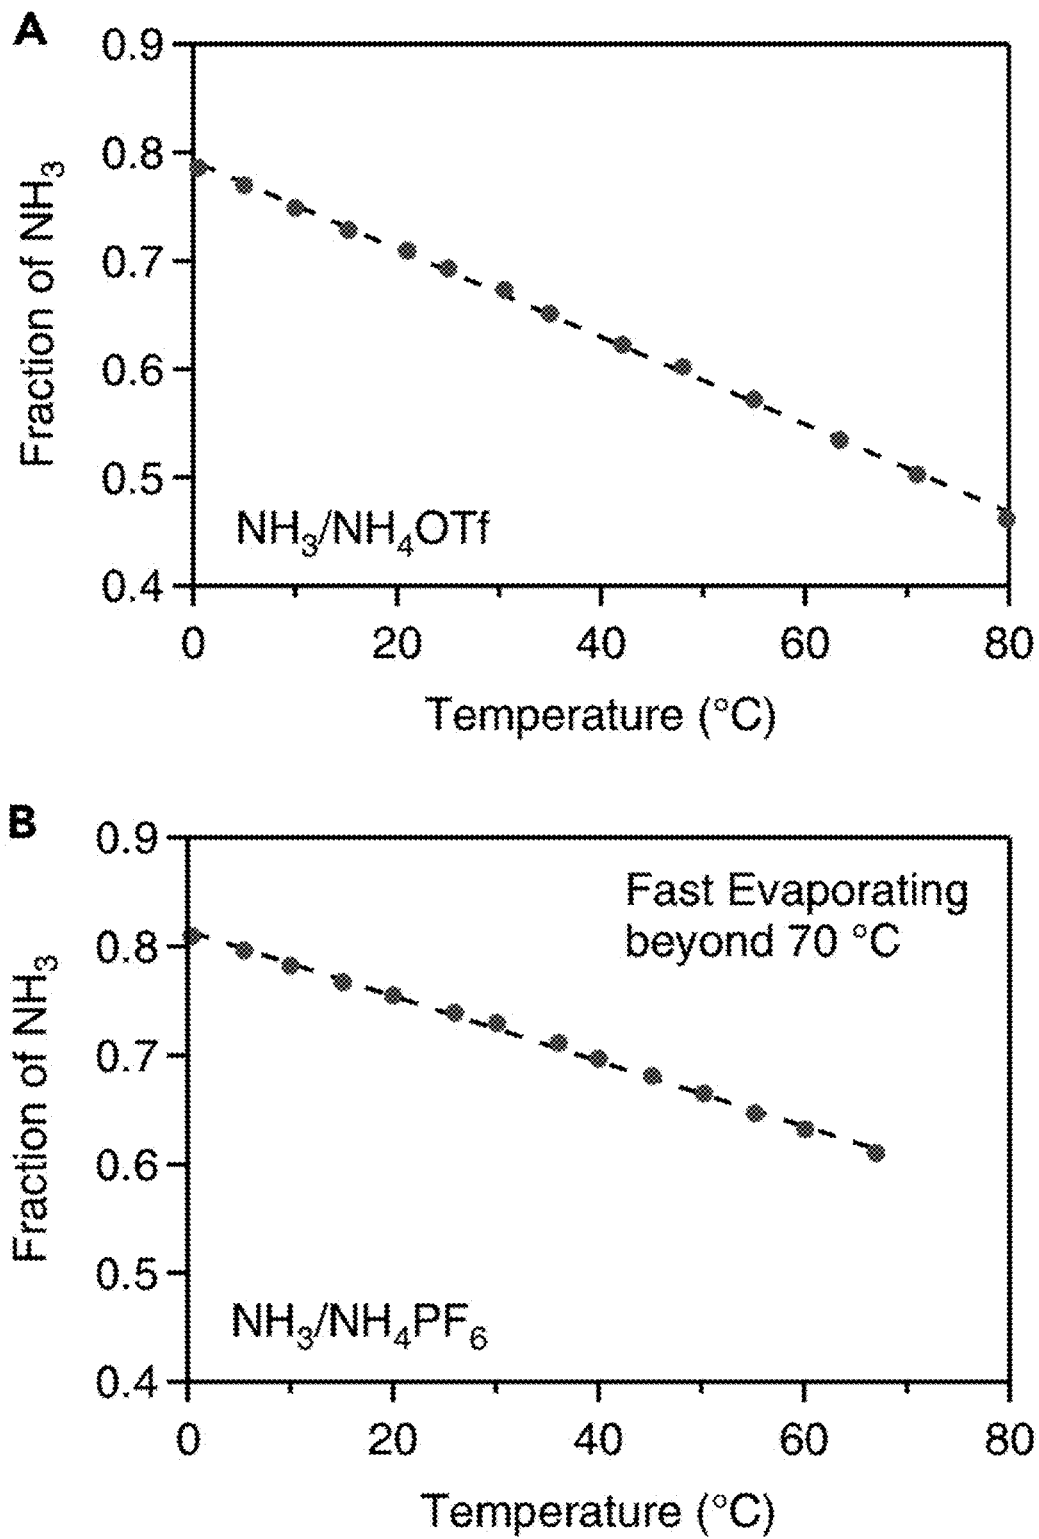 A
0.9
0.8
0.7
0.6
0.5
0.4
Fraction of NH₃
NH₃/NH₄OTf
0 20 40 60 80
Temperature (°C)
B
0.9
0.8
0.7
0.6
0.5
0.4
Fraction of NH₃
Fast Evaporating
beyond 70 °C
NH₃/NH₄PF₆
0 20 40 60 80
Temperature (°C)